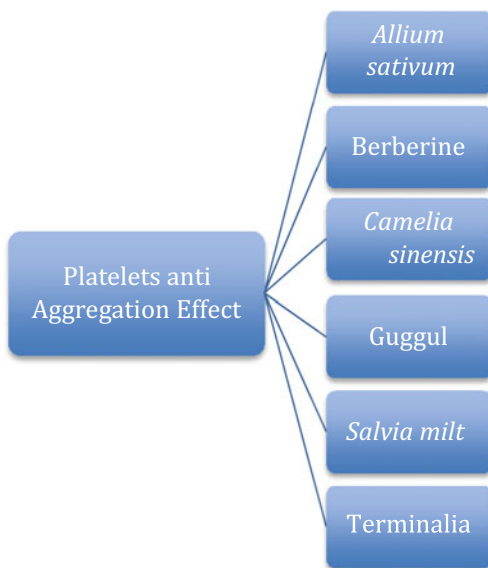 Allium
sativum
Berberine
Camelia
sinensis
Platelets anti
Aggregation Effect
Guggul
Salvia milt
Terminalia